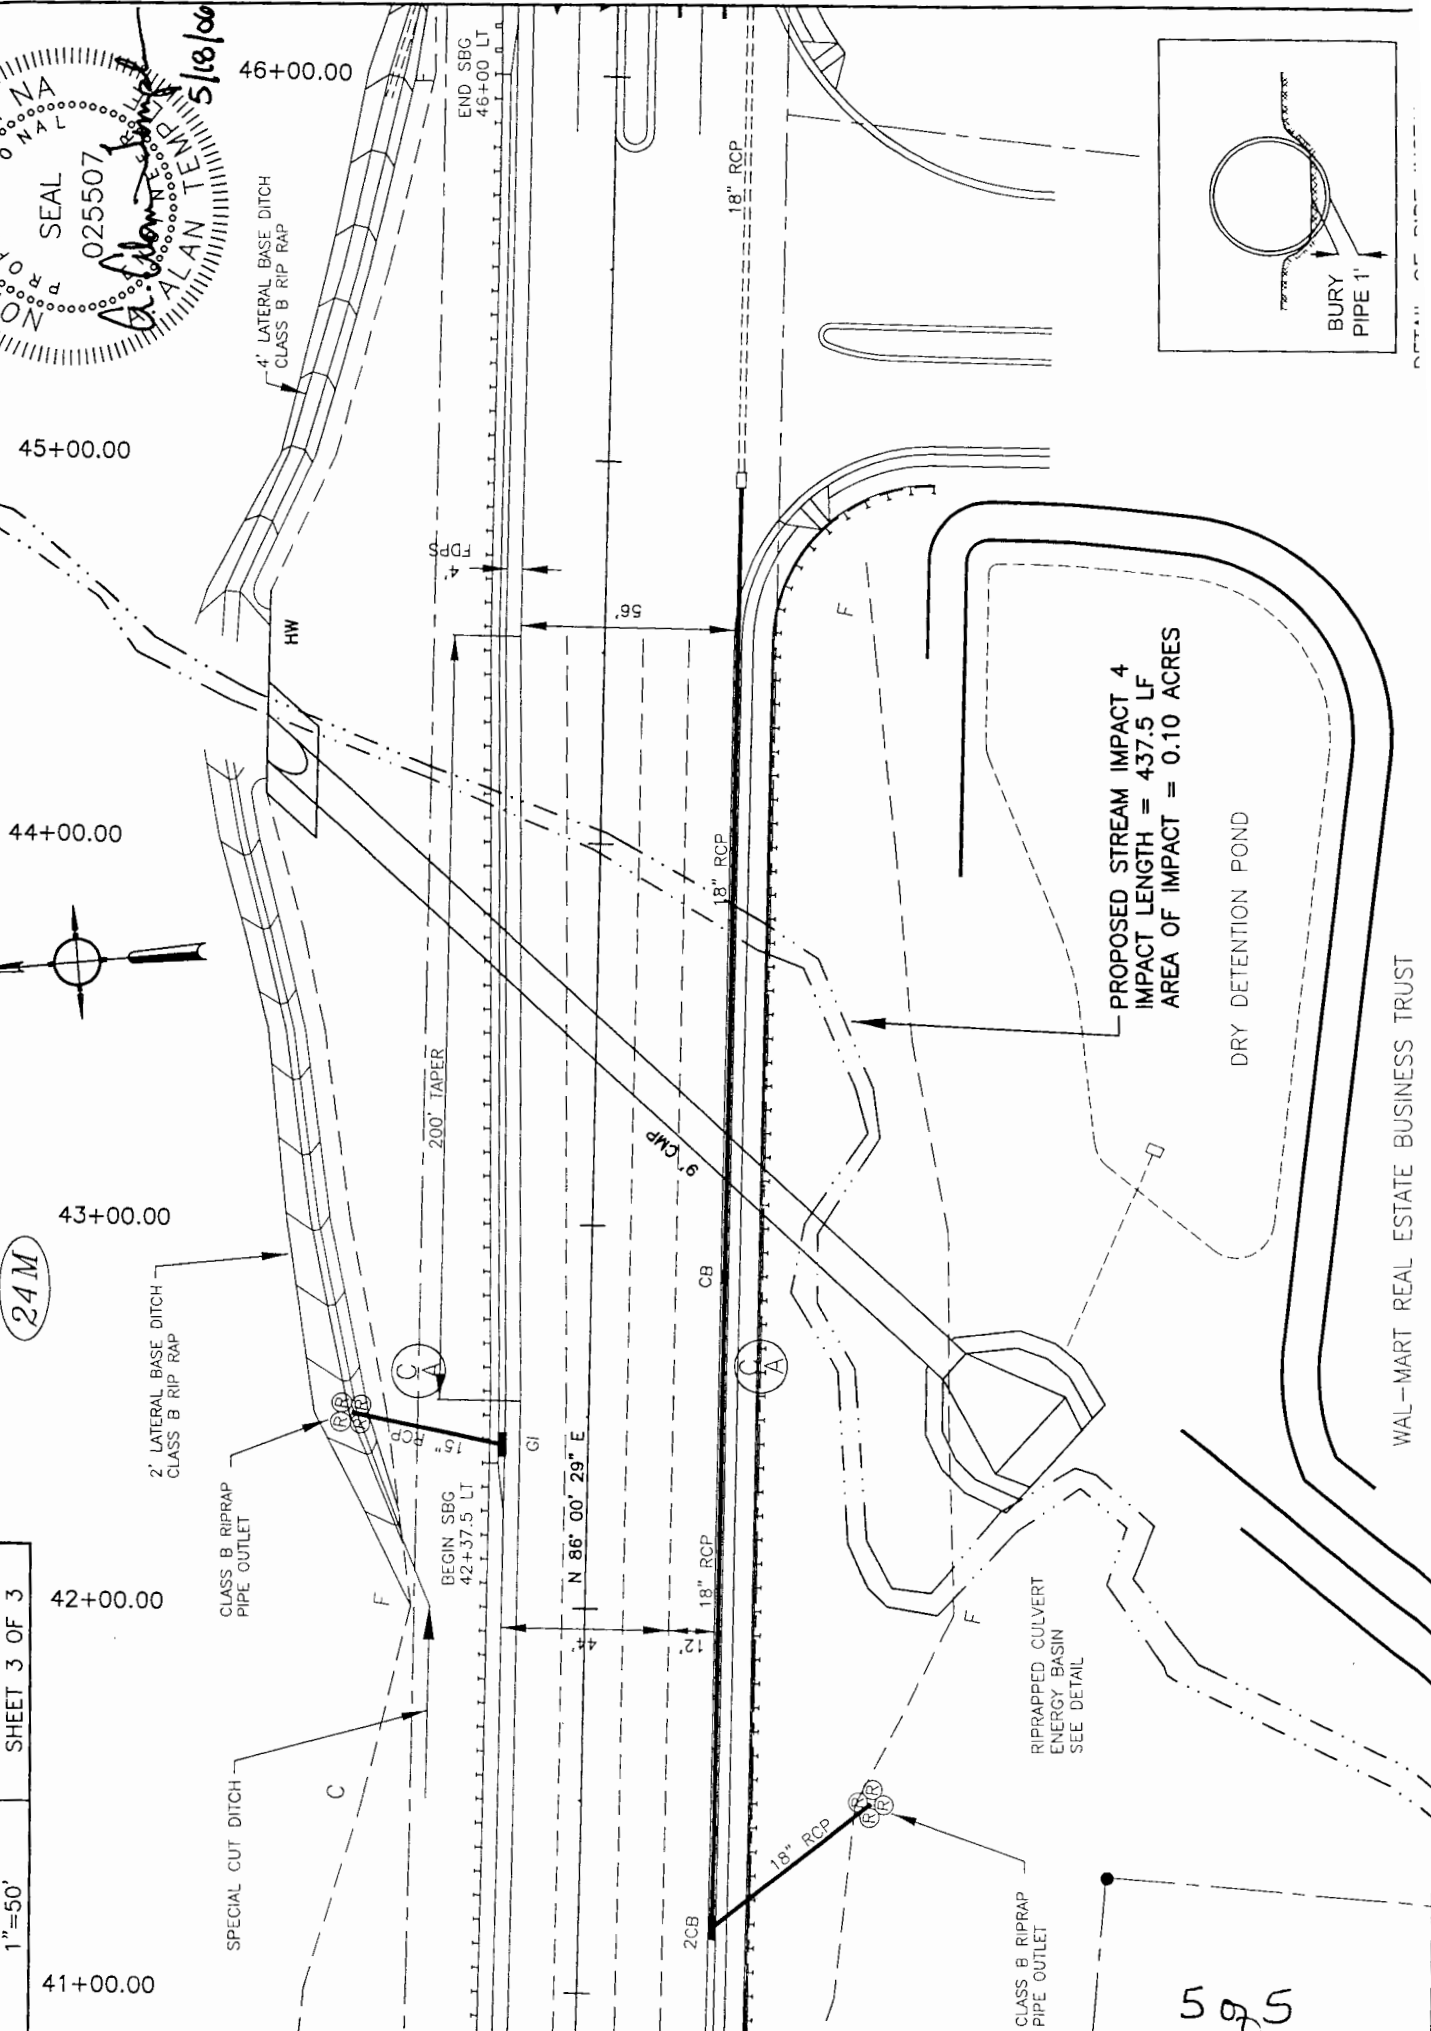 46+00.00
5/18/06
NA
ONAL
SEAL
025507
ALAN TEMPLE
PRO
NO
END SBG
46+00 LT
18" RCP
4' LATERAL BASE DITCH
CLASS B RIP RAP
BURY
PIPE 1'
45+00.00
FDPS
4'
56'
HW
F
PROPOSED STREAM IMPACT 4
IMPACT LENGTH = 437.5 LF
AREA OF IMPACT = 0.10 ACRES
44+00.00
18" RCP
DRY DETENTION POND
200' TAPER
9' CMP
43+00.00
24M
2' LATERAL BASE DITCH
CLASS B RIP RAP
CB
C
A
C
A
WAL-MART REAL ESTATE BUSINESS TRUST
R
R
R
R
15" RCP
GI
CLASS B RIPRAP
PIPE OUTLET
BEGIN SBG
42+37.5 LT
N 86° 00' 29" E
18" RCP
SHEET 3 OF 3
42+00.00
F
44'
12'
F
RIPRAPPED CULVERT
ENERGY BASIN
SEE DETAIL
SPECIAL CUT DITCH
C
1"=50'
18" RCP
R
R
R
R
2CB
CLASS B RIPRAP
PIPE OUTLET
41+00.00
5 of 5